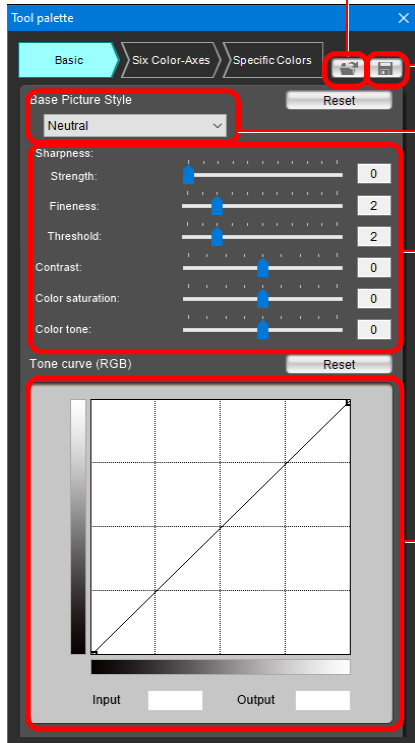 Tool palette
Basic Six Color-Axes Specific Colors
Base Picture Style Reset
Neutral
Sharpness:
Strength: 0
Fineness: 2
Threshold: 2
Contrast: 0
Color saturation: 0
Color tone: 0
Tone curve (RGB) Reset
Input Output